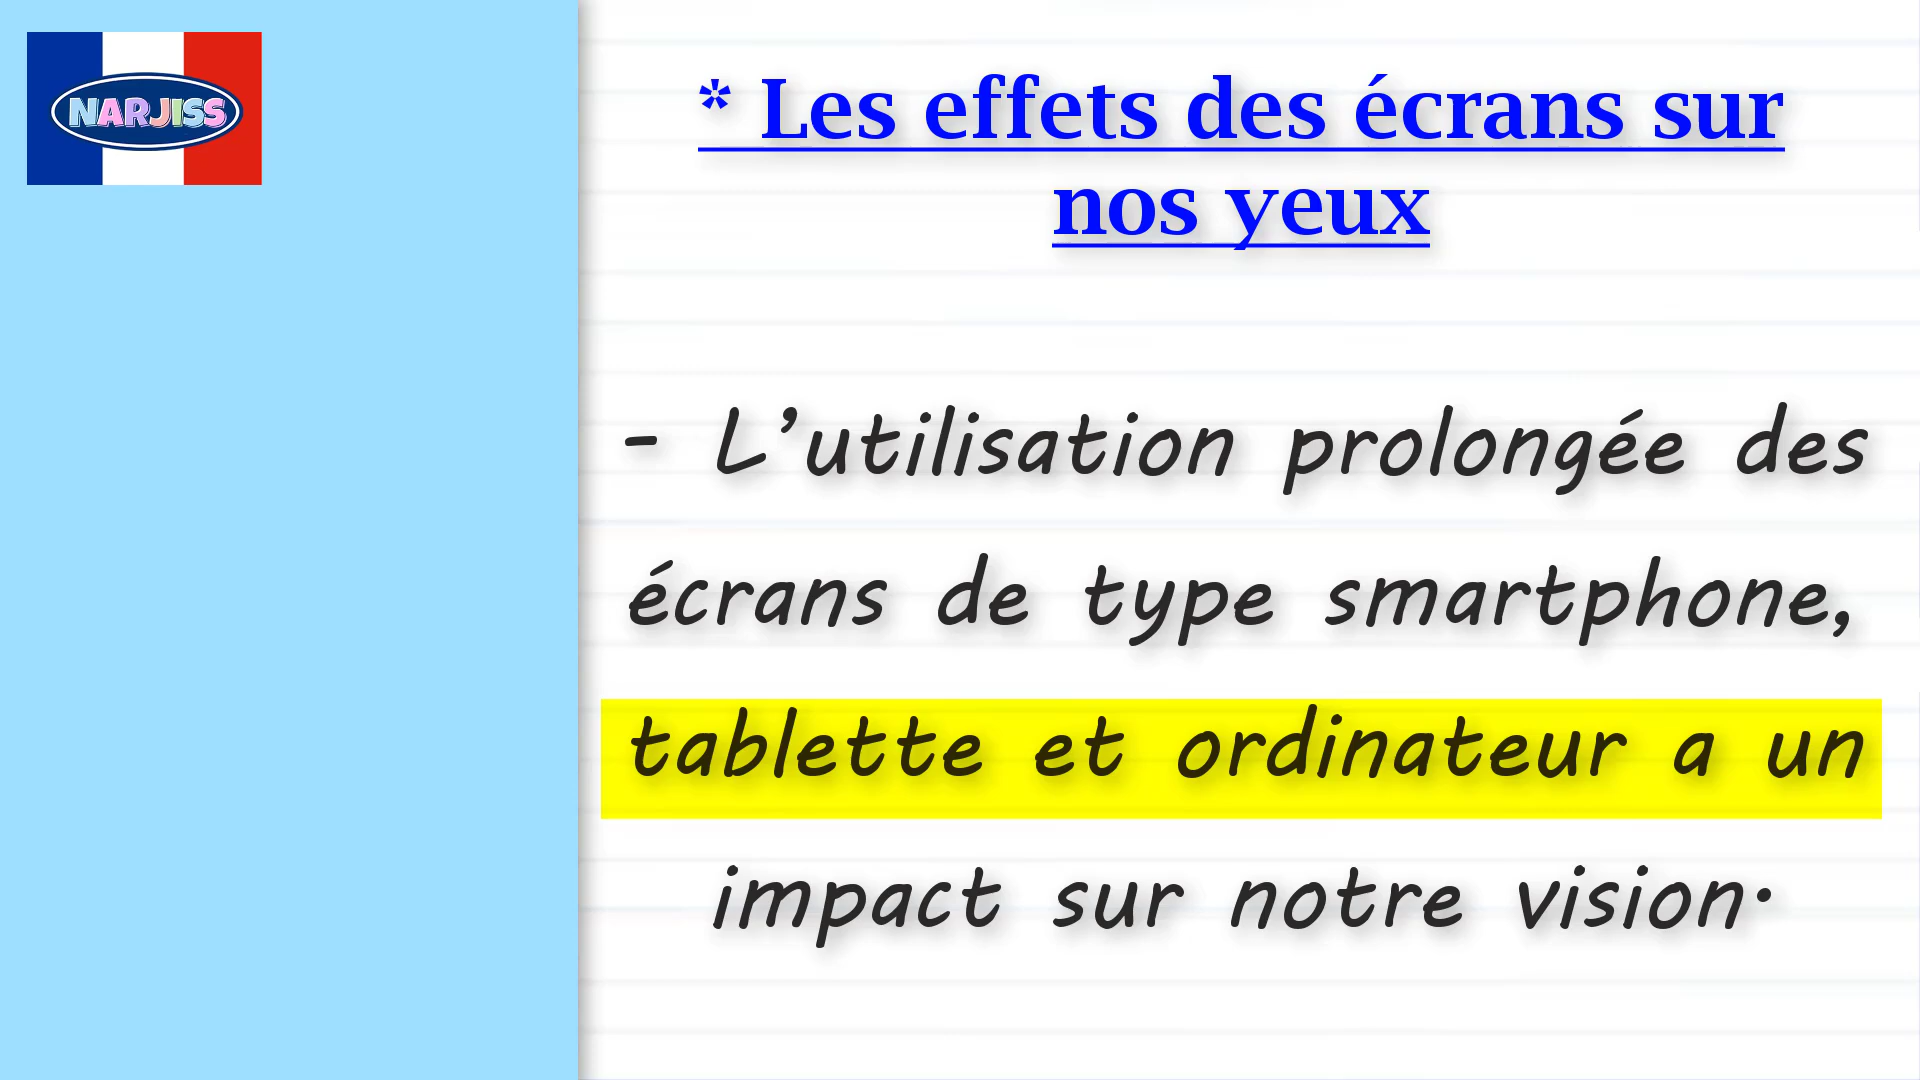 NARJISS
* Les effets des écrans sur
nos yeux
- L’utilisation prolongée des
écrans de type smartphone,
tablette et ordinateur a un
impact sur notre vision.